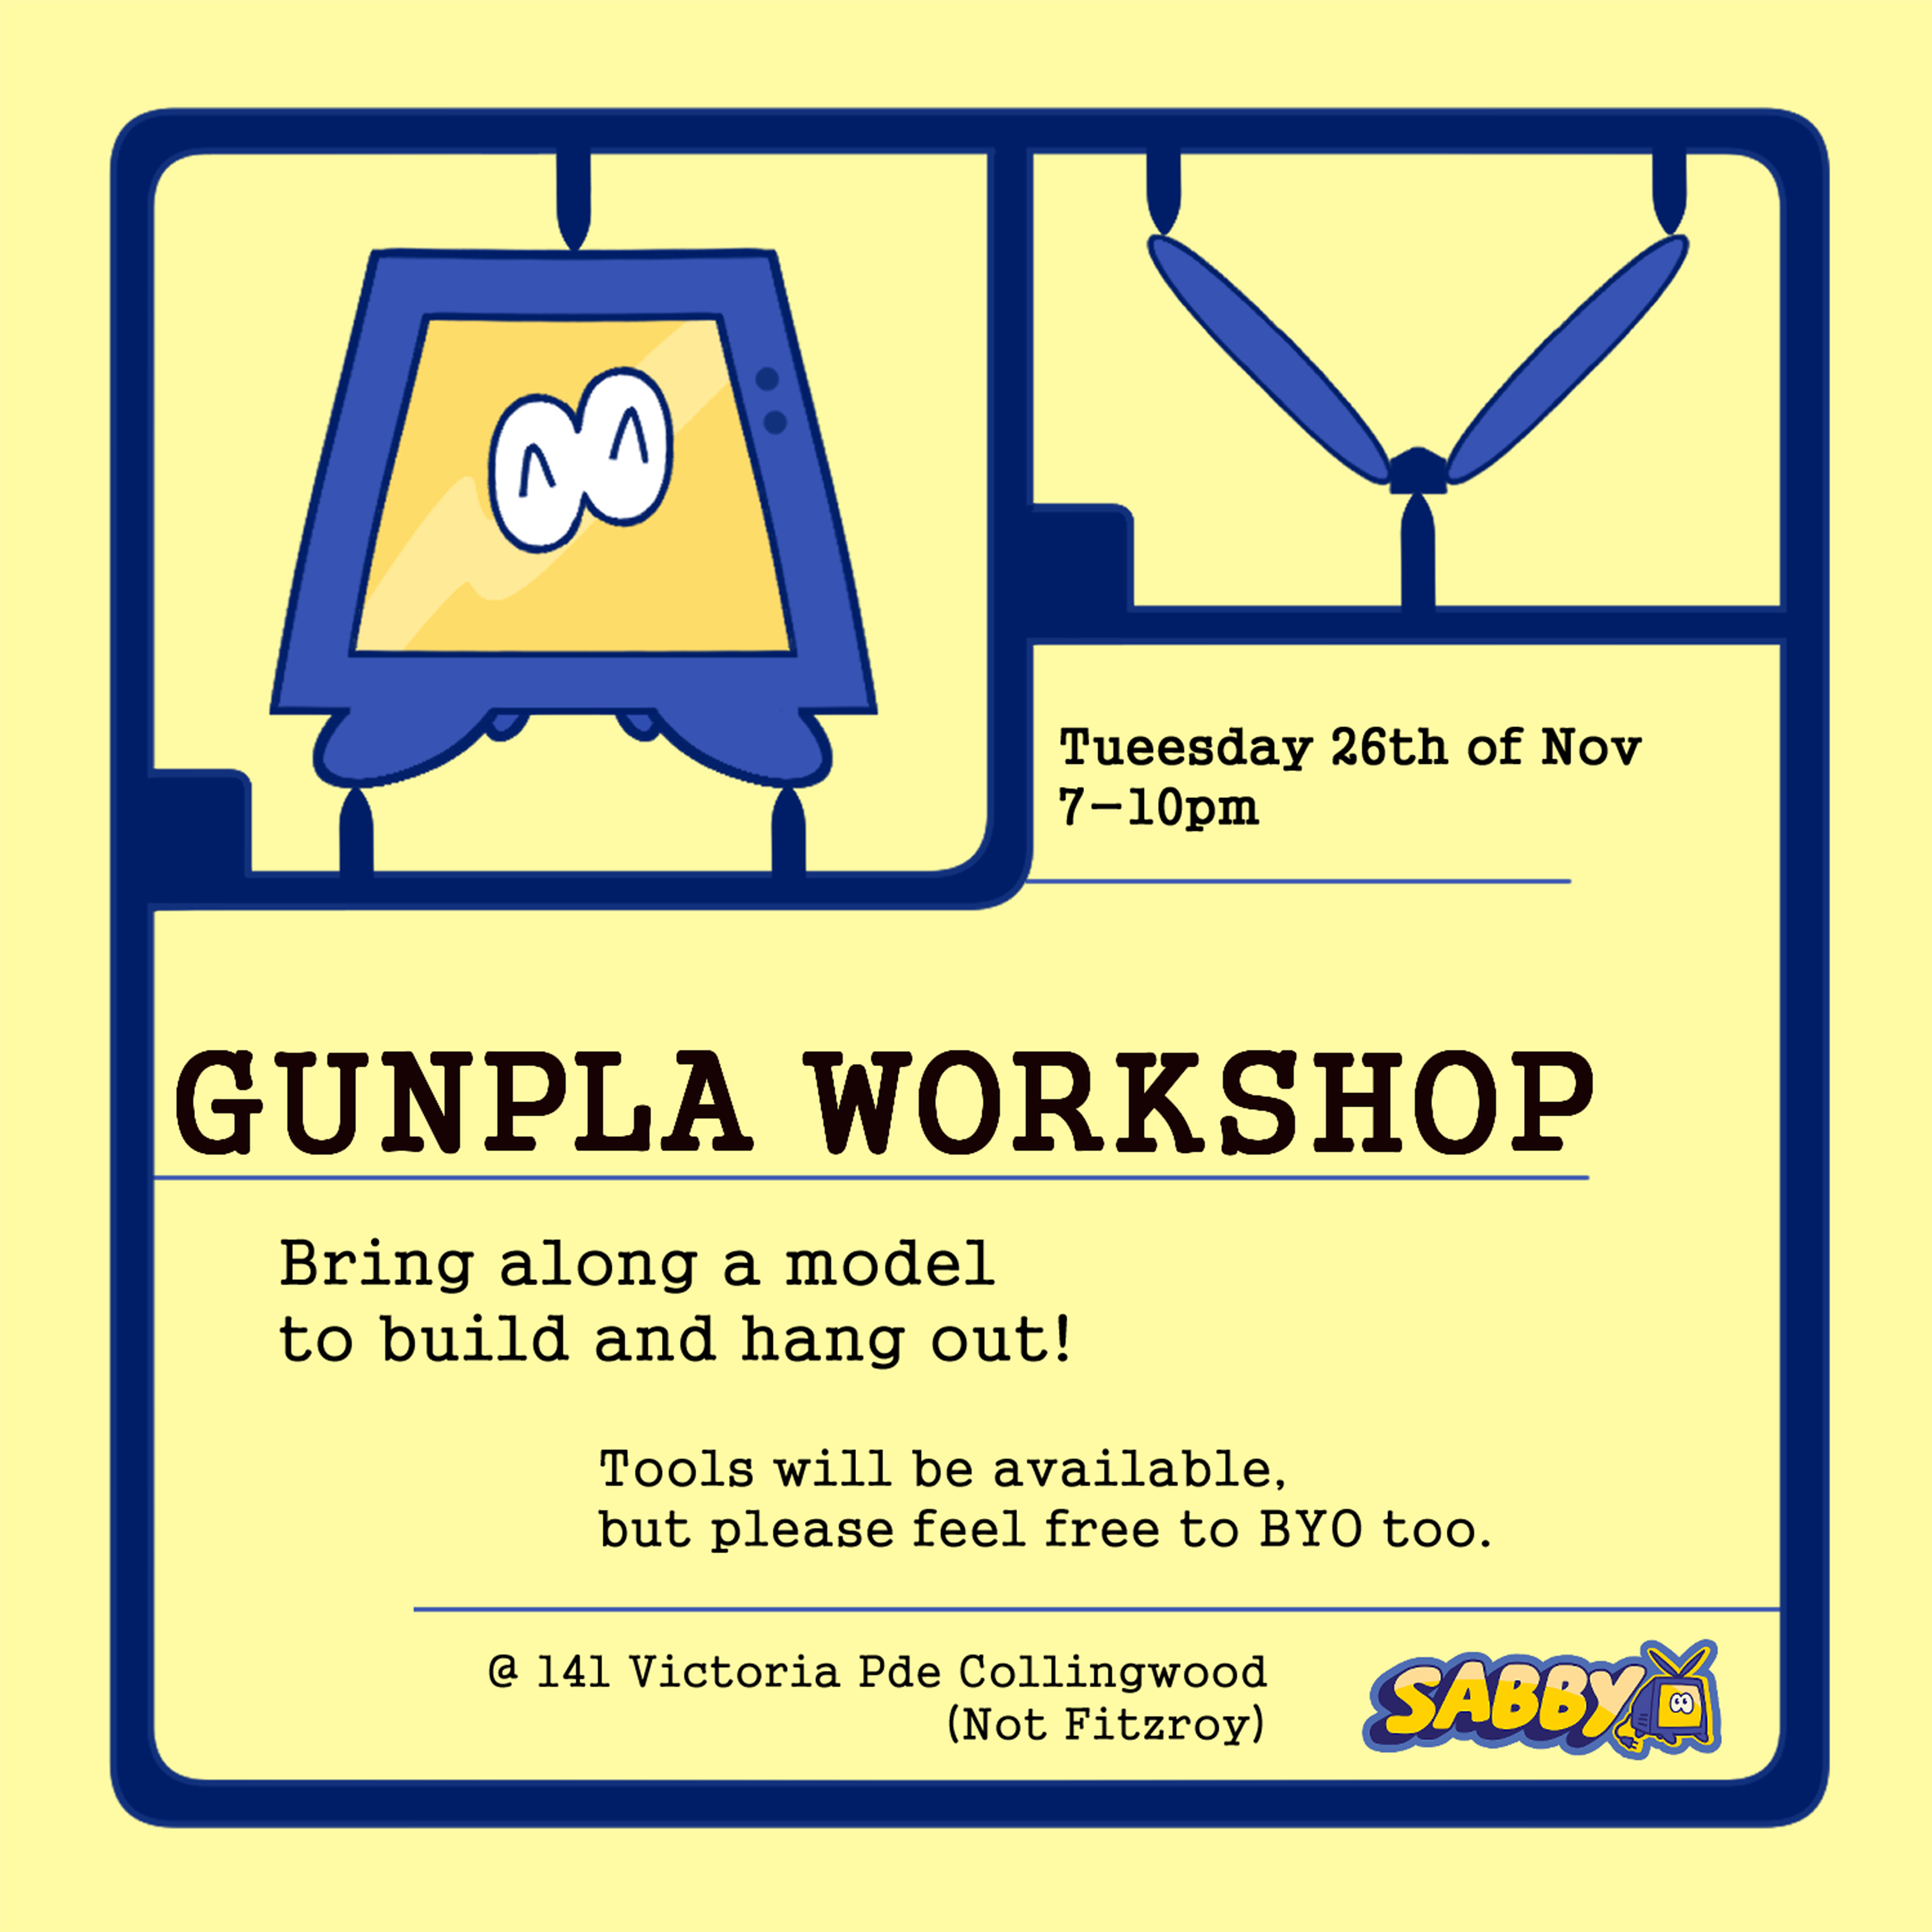 Tueesday 26th of Nov
7-10pm
GUNPLA WORKSHOP
Bring along a model
to build and hang out!
Tools will be available,
but please feel free to BYO too.
@ 141 Victoria Pde Collingwood
(Not Fitzroy)
SABBY